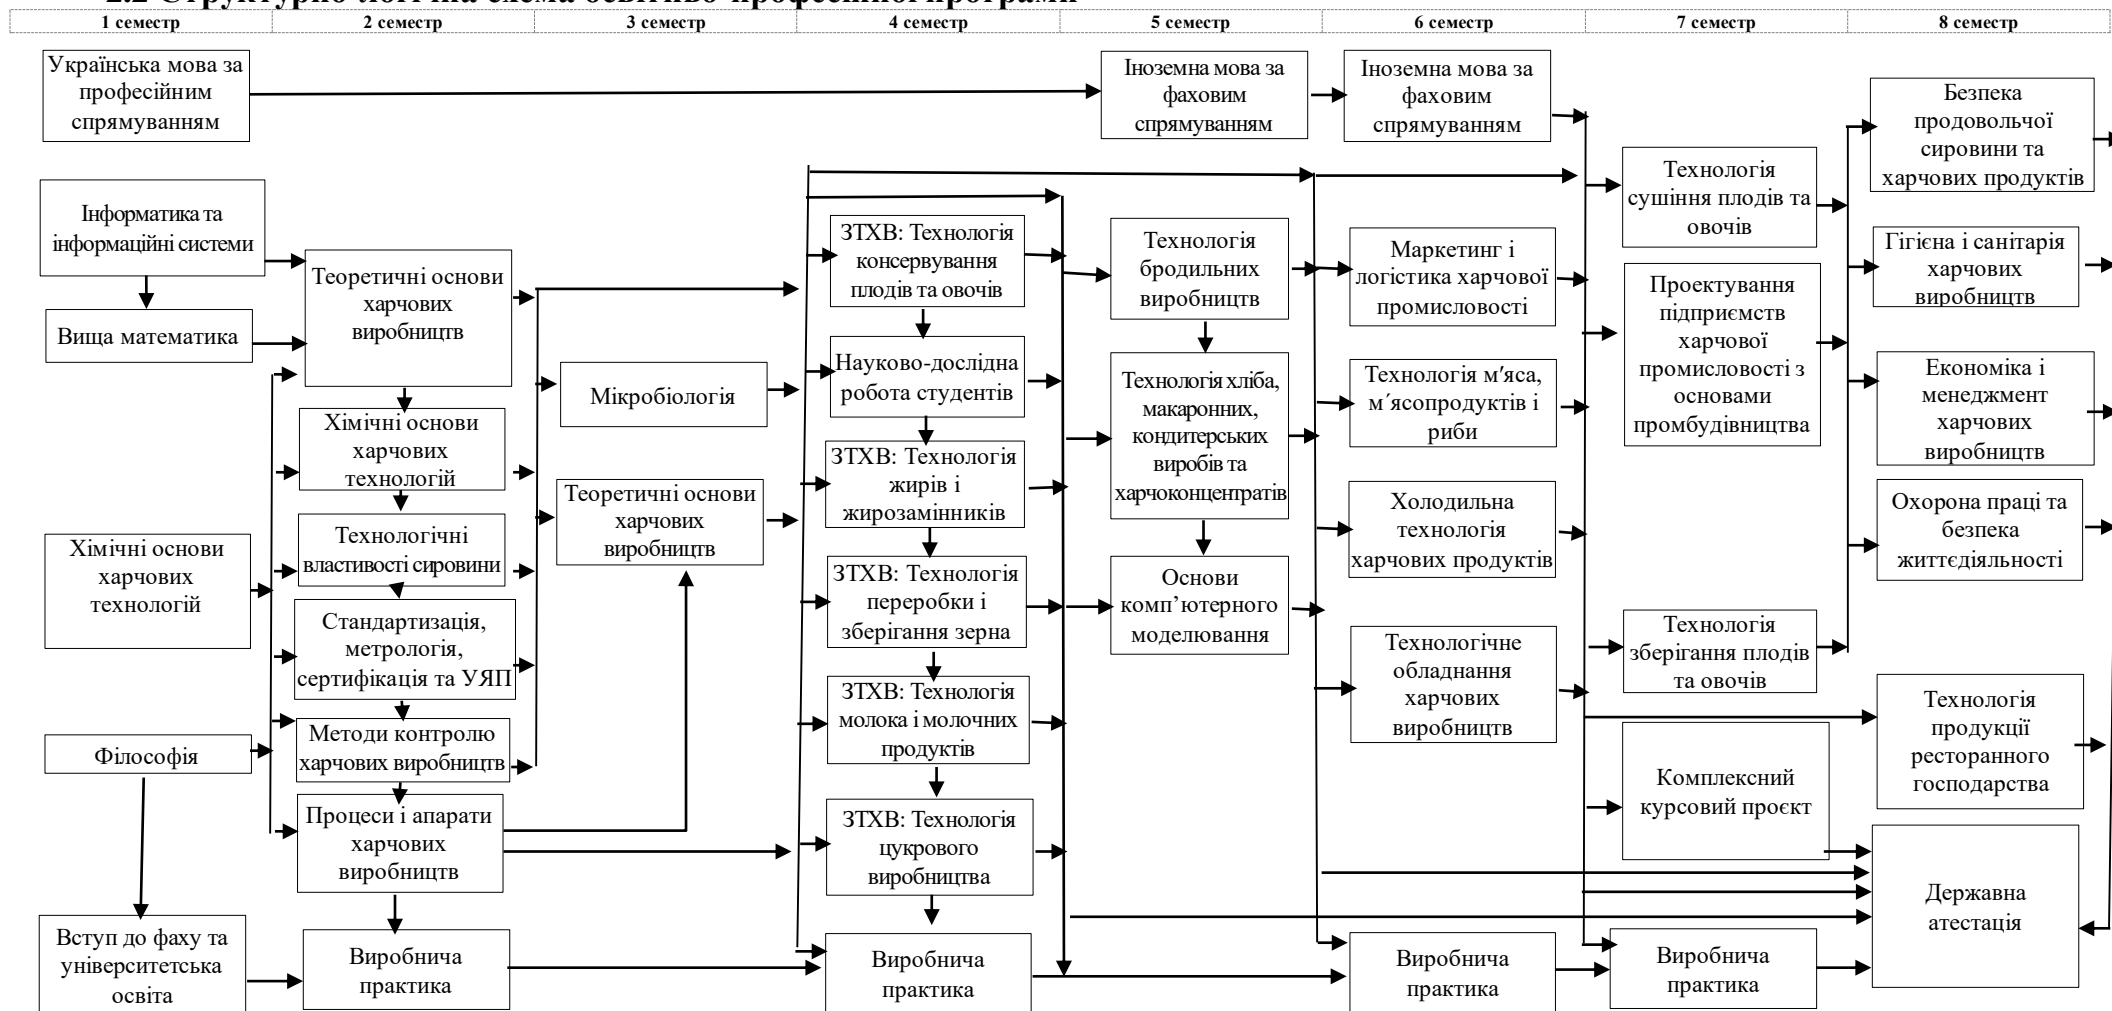 2.2 Структурно-логічна схема освітньо-професійної програми
1 семестр
2 семестр
3 семестр
4 семестр
5 семестр
6 семестр
7 семестр
8 семестр
Українська мова за
професійним
спрямуванням
Інформатика та
інформаційні системи
Вища математика
Хімічні основи
харчових
технологій
Філософія
Вступ до фаху та
університетська
освіта
Теоретичні основи
харчових
виробництв
Хімічні основи
харчових
технологій
Технологічні
властивості сировини
Стандартизація,
метрологія,
сертифікація та УЯП
Методи контролю
харчових виробництв
Процеси і апарати
харчових
виробництв
Виробнича
практика
Мікробіологія
Теоретичні основи
харчових
виробництв
ЗТХВ: Технологія
консервування
плодів та овочів
Науково-дослідна
робота студентів
ЗТХВ: Технологія
жирів і
жирозамінників
ЗТХВ: Технологія
переробки і
зберігання зерна
ЗТХВ: Технологія
молока і молочних
продуктів
ЗТХВ: Технологія
цукрового
виробництва
Виробнича
практика
Іноземна мова за
фаховим
спрямуванням
Технологія
бродильних
виробництв
Технологія хліба,
макаронних,
кондитерських
виробів та
харчоконцентратів
Основи
комп’ютерного
моделювання
Іноземна мова за
фаховим
спрямуванням
Маркетинг і
логістика харчової
промисловості
Технологія м'яса,
м´ясопродуктів і
риби
Холодильна
технологія
харчових продуктів
Технологічне
обладнання
харчових
виробництв
Виробнича
практика
Технологія
сушіння плодів та
овочів
Проектування
підприємств
харчової
промисловості з
основами
промбудівництва
Технологія
зберігання плодів
та овочів
Комплексний
курсовий проєкт
Виробнича
практика
Безпека
продовольчої
сировини та
харчових продуктів
Гігієна і санітарія
харчових
виробництв
Економіка і
менеджмент
харчових
виробництв
Охорона праці та
безпека
життєдіяльності
Технологія
продукції
ресторанного
господарства
Державна
атестація